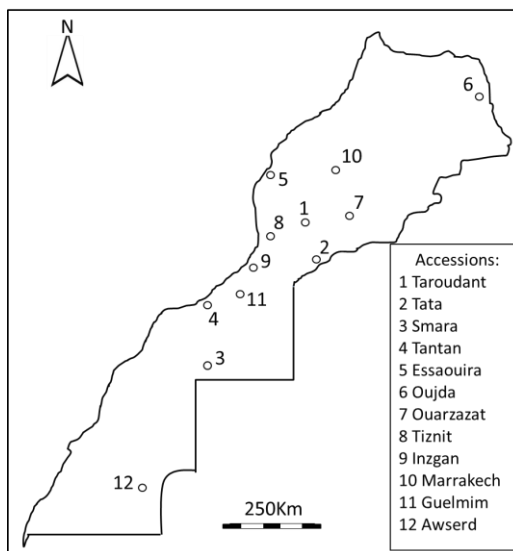 N
6
10
5
1
7
8
2
9
11
4
3
12
250Km
Accessions:
1 Taroudant
2 Tata
3 Smara
4 Tantan
5 Essaouira
6 Oujda
7 Ouarzazat
8 Tiznit
9 Inzgan
10 Marrakech
11 Guelmim
12 Awserd